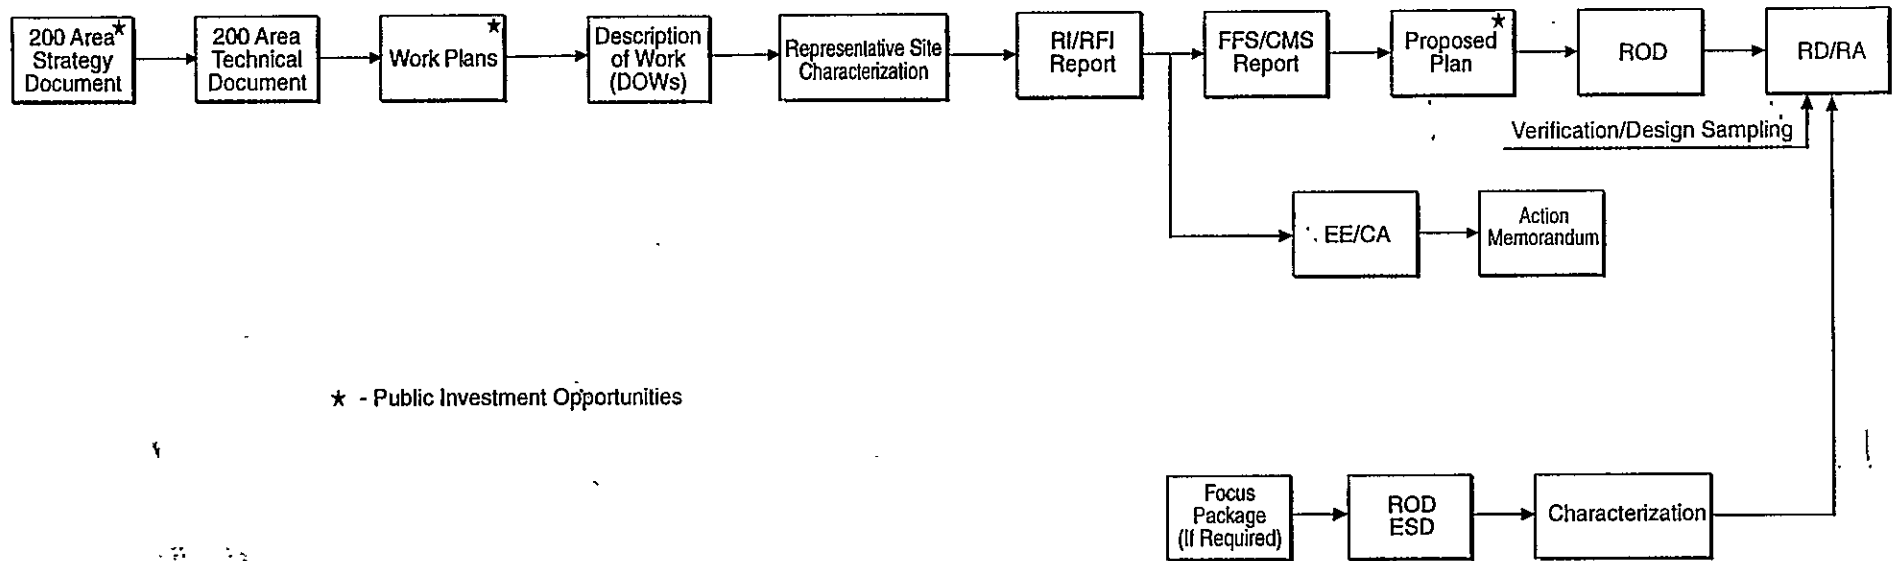 200 Area★
Strategy
Document
200 Area
Technical
Document
★
Work Plans
Description
of Work
(DOWs)
Representative Site
Characterization
RI/RFI
Report
FFS/CMS
Report
★
Proposed
Plan
ROD
RD/RA
Verification/Design Sampling
EE/CA
Action
Memorandum
★ - Public Investment Opportunities
Focus
Package
(If Required)
ROD
ESD
Characterization